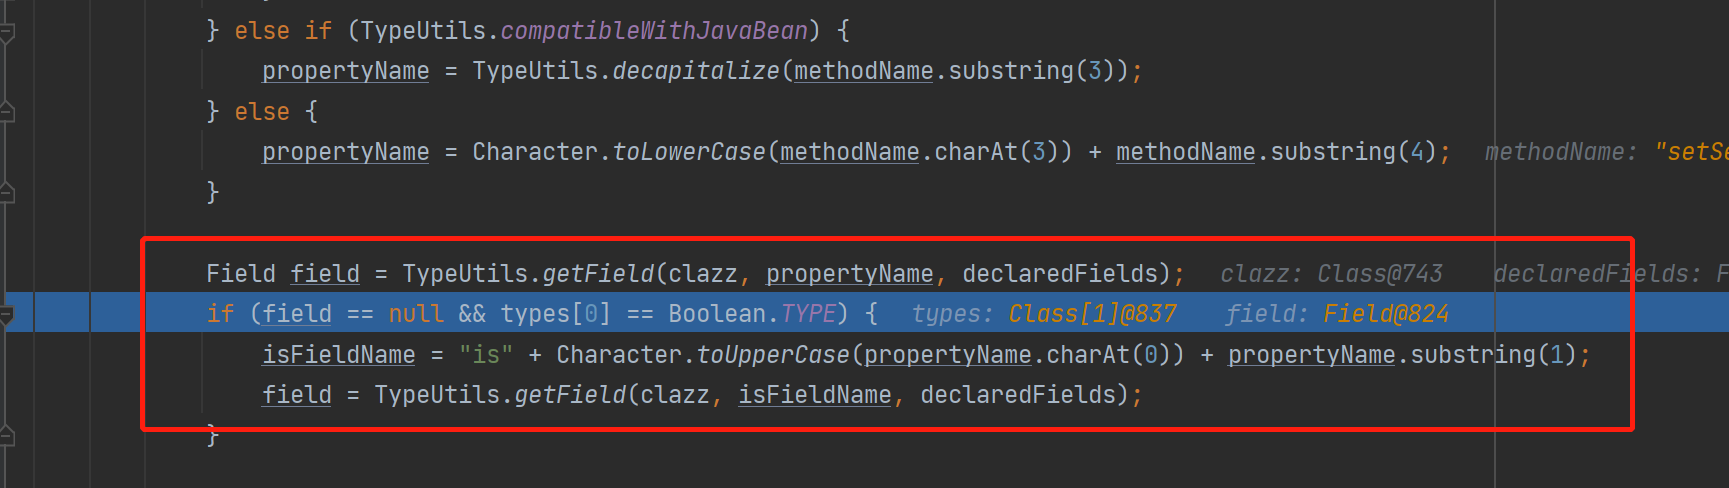 } else if (TypeUtils.compatibleWithJavaBean) {
propertyName = TypeUtils.decapitalize(methodName.substring(3));
} else {
propertyName = Character.toLowerCase(methodName.charAt(3)) + methodName.substring(4); methodName: "setSe
}
Field field = TypeUtils.getField(clazz, propertyName, declaredFields); clazz: Class@743 declaredFields: F
if (field == null && types[0] == Boolean.TYPE) { types: Class[1]@837 field: Field@824
isFieldName = "is" + Character.toUpperCase(propertyName.charAt(0)) + propertyName.substring(1);
field = TypeUtils.getField(clazz, isFieldName, declaredFields);
}